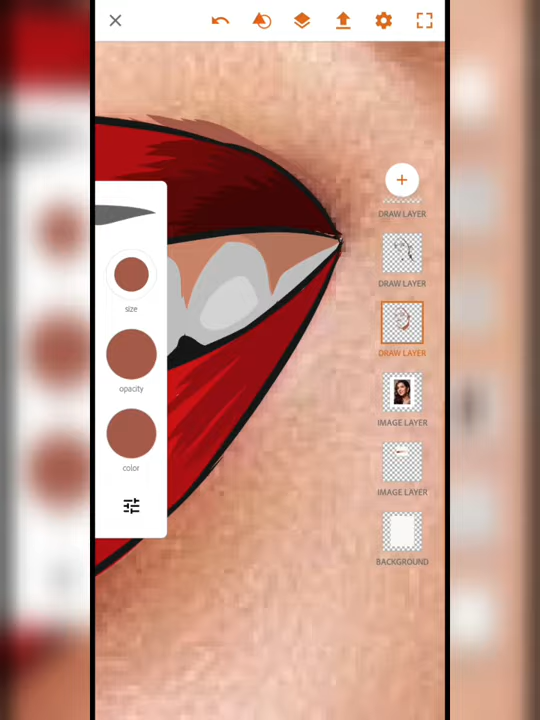 DRAW LAYER
DRAW LAYER
size
DRAW LAYER
opacity
IMAGE LAYER
color
IMAGE LAYER
BACKGROUND